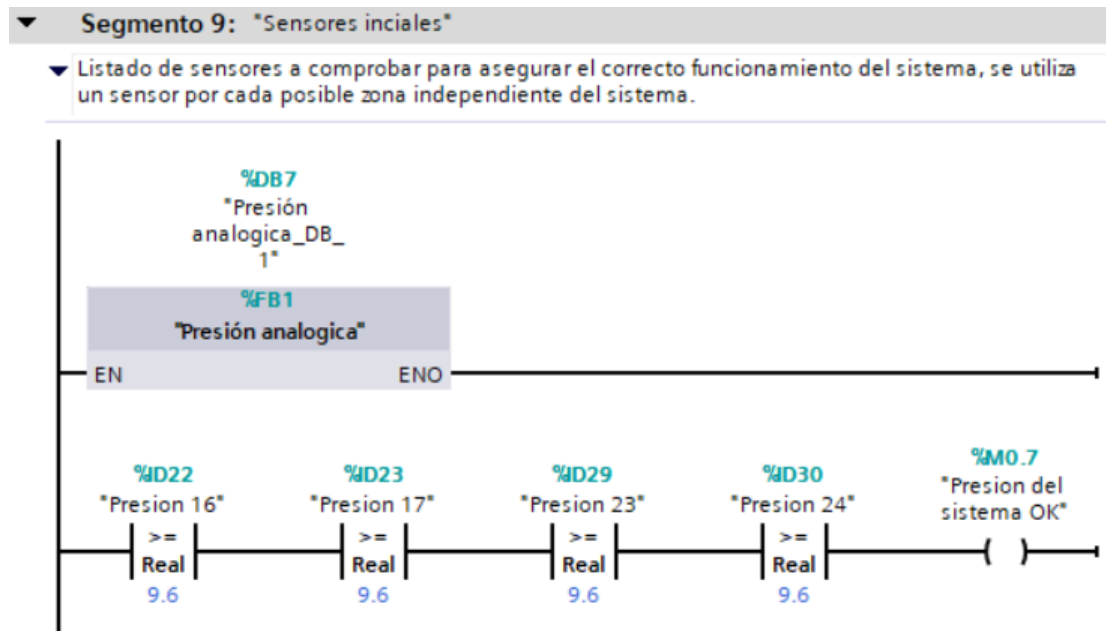 Segmento 9: "Sensores inciales"
Listado de sensores a comprobar para asegurar el correcto funcionamiento del sistema, se utiliza
un sensor por cada posible zona independiente del sistema.
%DB7
"Presión
analogica_DB_
1"
%FB1
"Presión analogica"
EN ENO
%ID22 %ID23 %ID29 %ID30 %M0.7
"Presion 16" "Presion 17" "Presion 23" "Presion 24" "Presion del
sistema OK"
>= >= >= >=
Real Real Real Real
9.6 9.6 9.6 9.6